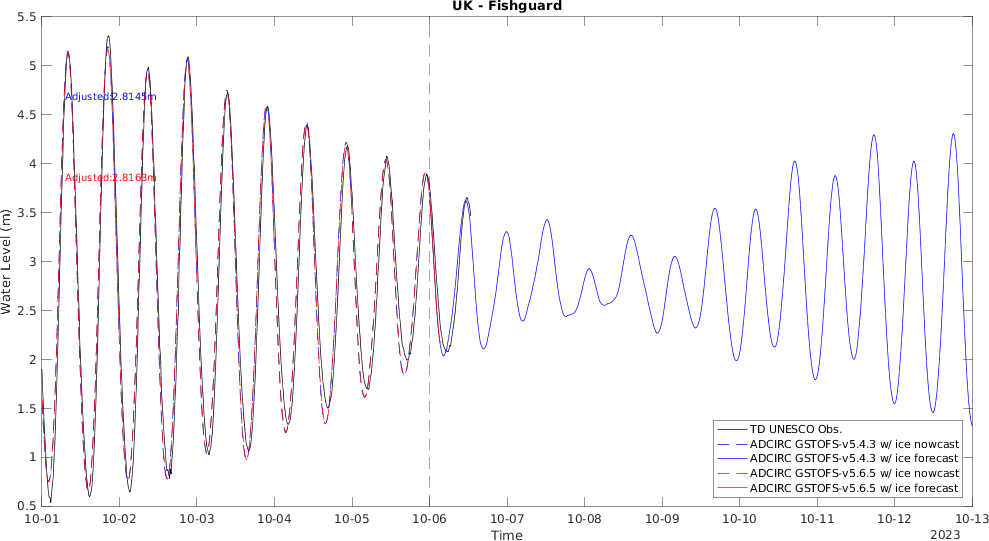 UK - Fishguard
5.5
5
4.5
4
3.5
3
2.5
2
1.5
1
0.5
Water Level (m)
Adjusted:2.8145m
Adjusted:2.8163m
TD UNESCO Obs.
ADCIRC GSTOFS-v5.4.3 w/ ice nowcast
ADCIRC GSTOFS-v5.4.3 w/ ice forecast
ADCIRC GSTOFS-v5.6.5 w/ ice nowcast
ADCIRC GSTOFS-v5.6.5 w/ ice forecast
10-01 10-02 10-03 10-04 10-05 10-06 10-07 10-08 10-09 10-10 10-11 10-12 10-13
Time
2023